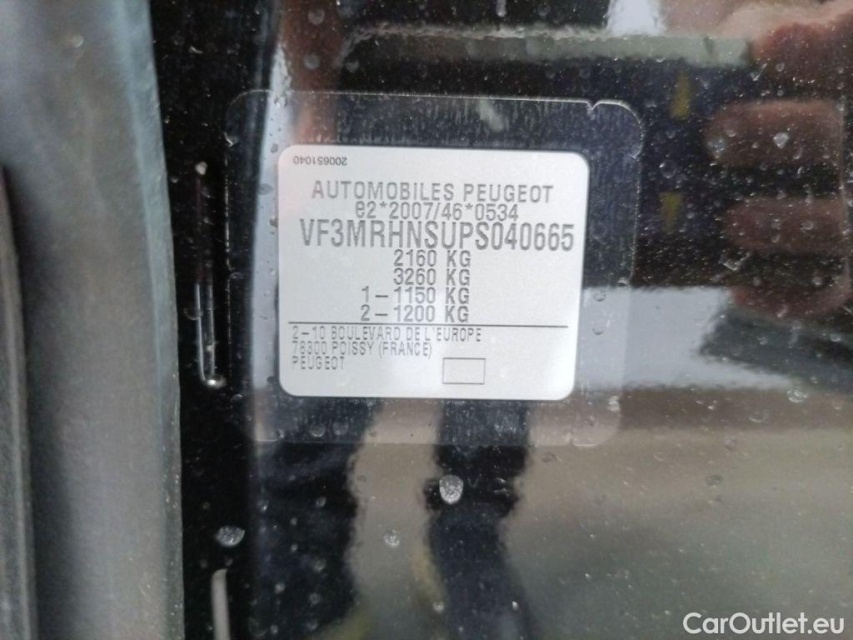 200651040
AUTOMOBILES PEUGEOT
e2*2007/46*0534
VF3MRHNSUPS040665
2160 KG
3260 KG
1-1150 KG
2-1200 KG
2-10 BOULEVARD DE L'EUROPE
78300 POISSY (FRANCE)
PEUGEOT
CarOutlet.eu